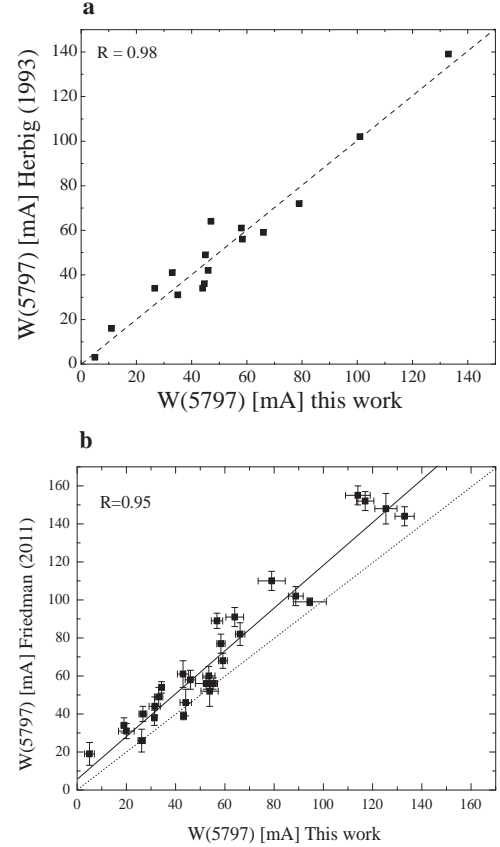 a
R = 0.98
140
120
100
80
60
40
20
0
W(5797) [mA] Herbig (1993)
0 20 40 60 80 100 120 140
W(5797) [mA] this work
b
R=0.95
160
140
120
100
80
60
40
20
0
W(5797) [mA] Friedman (2011)
0 20 40 60 80 100 120 140 160
W(5797) [mA] This work